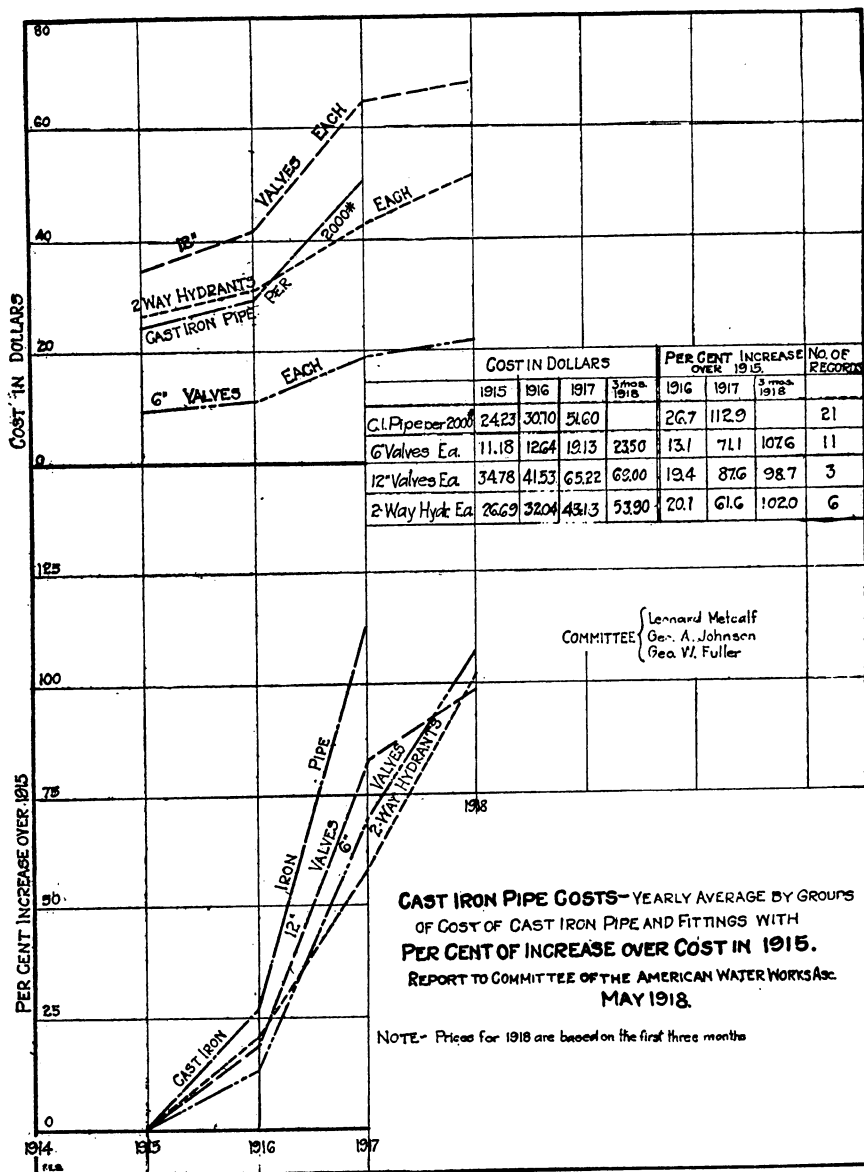 80
60
40
20
0
COST IN DOLLARS
18" VALVES EACH
2 WAY HYDRANTS EACH
CAST IRON PIPE PER 2000#
6" VALVES EACH
COST IN DOLLARS PER CENT INCREASE OVER 1915. NO. OF RECORDS
1915 1916 1917 3 mos. 1918 1916 1917 3 mos. 1918
C.I. Pipe per 2000# 24.23 30.70 51.60 26.7 112.9 21
6" Valves Ea. 11.18 12.64 19.13 23.50 13.1 71.1 107.6 11
12" Valves Ea. 34.78 41.53 65.22 69.00 19.4 87.6 98.7 3
2-Way Hydr. Ea. 26.69 32.04 43.13 53.90 20.1 61.6 102.0 6
COMMITTEE { Leonard Metcalf
Geo. A. Johnson
Geo. W. Fuller
125
100
75
50
25
0
PER CENT INCREASE OVER 1915
CAST IRON IRON PIPE
12" VALVES
6" VALVES
2-WAY HYDRANTS
1918
CAST IRON PIPE COSTS - YEARLY AVERAGE BY GROUPS
OF COST OF CAST IRON PIPE AND FITTINGS WITH
PER CENT OF INCREASE OVER COST IN 1915.
REPORT TO COMMITTEE OF THE AMERICAN WATER WORKS ASC.
MAY 1918.
NOTE - Prices for 1918 are based on the first three months
1914 1915 1916 1917